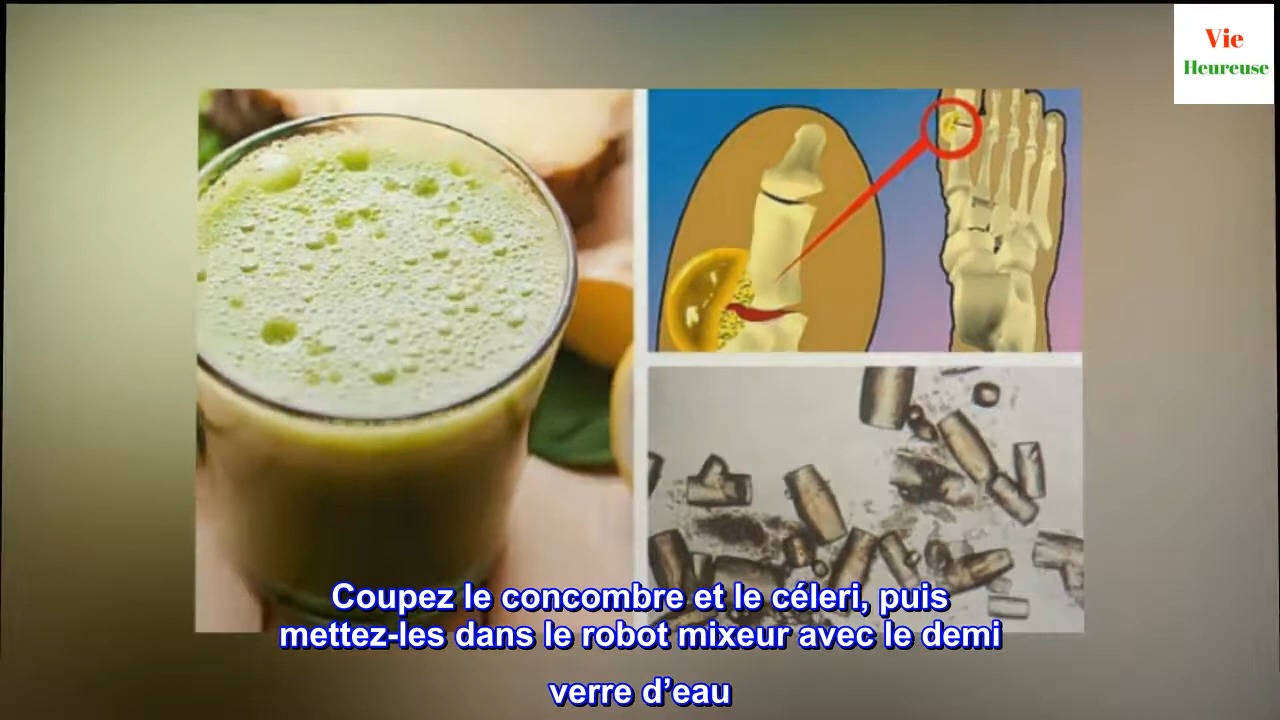 Vie
Heureuse
Coupez le concombre et le céleri, puis
mettez-les dans le robot mixeur avec le demi
verre d’eau